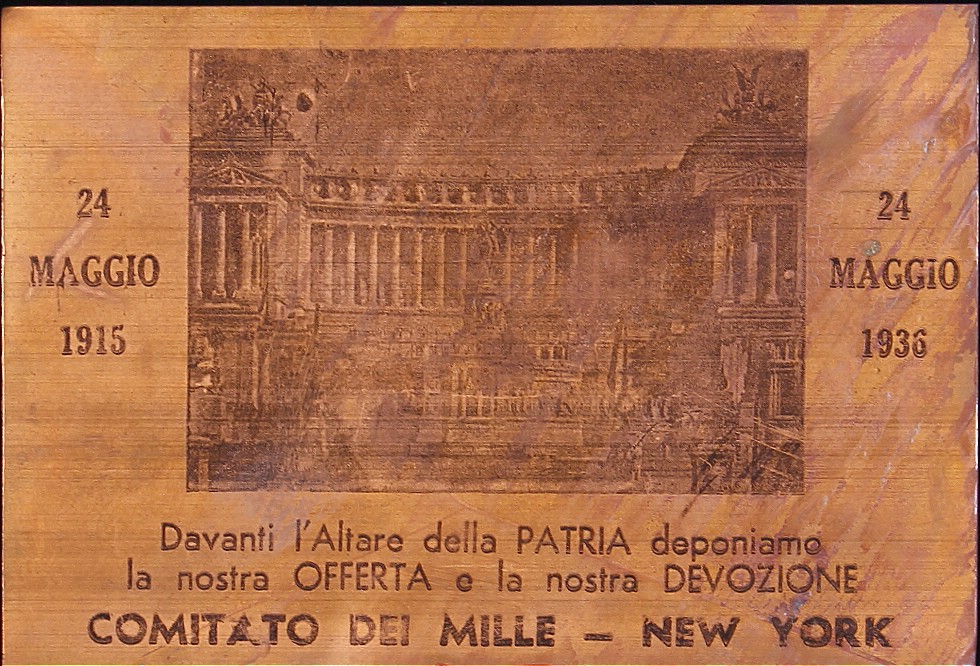 24
MAGGIO
1915
24
MAGGIO
1936
Davanti l'Altare della PATRIA deponiamo
la nostra OFFERTA e la nostra DEVOZIONE
COMITATO DEI MILLE – NEW YORK